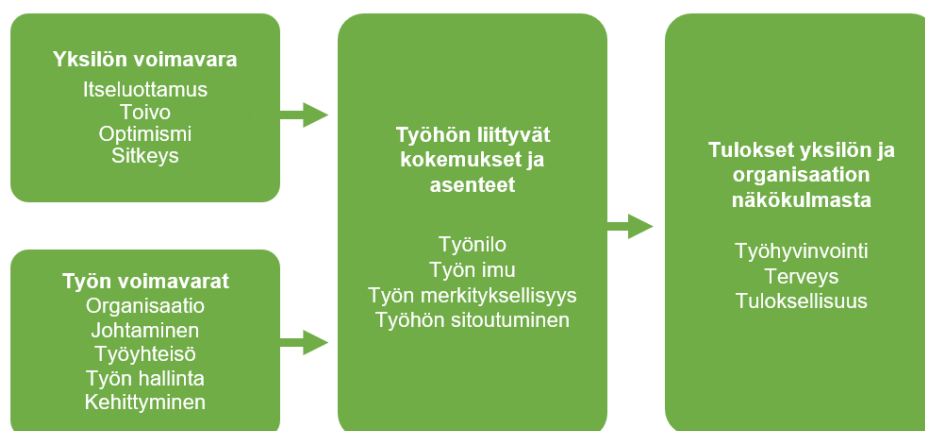 Yksilön voimavara
Itseluottamus
Toivo
Optimismi
Sitkeys
Työn voimavarat
Organisaatio
Johtaminen
Työyhteisö
Työn hallinta
Kehittyminen
Työhön liittyvät
kokemukset ja
asenteet
Työnilo
Työn imu
Työn merkityksellisyys
Työhön sitoutuminen
Tulokset yksilön ja
organisaation
näkökulmasta
Työhyvinvointi
Terveys
Tuloksellisuus